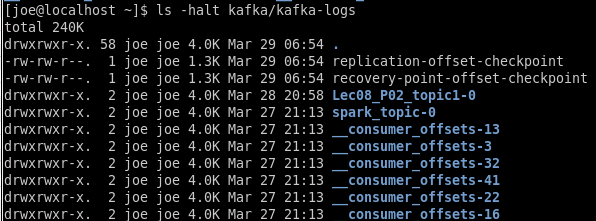 [joe@localhost ~]$ ls -halt kafka/kafka-logs
total 240K
drwxrwxr-x. 58 joe joe 4.0K Mar 29 06:54 .
-rw-rw-r--.  1 joe joe 1.3K Mar 29 06:54 replication-offset-checkpoint
-rw-rw-r--.  1 joe joe 1.3K Mar 29 06:54 recovery-point-offset-checkpoint
drwxrwxr-x.  2 joe joe 4.0K Mar 28 20:58 Lec08_P02_topic1-0
drwxrwxr-x.  2 joe joe 4.0K Mar 27 21:13 spark_topic-0
drwxrwxr-x.  2 joe joe 4.0K Mar 27 21:13 __consumer_offsets-13
drwxrwxr-x.  2 joe joe 4.0K Mar 27 21:13 __consumer_offsets-3
drwxrwxr-x.  2 joe joe 4.0K Mar 27 21:13 __consumer_offsets-32
drwxrwxr-x.  2 joe joe 4.0K Mar 27 21:13 __consumer_offsets-41
drwxrwxr-x.  2 joe joe 4.0K Mar 27 21:13 __consumer_offsets-22
drwxrwxr-x.  2 joe joe 4.0K Mar 27 21:13 __consumer_offsets-16